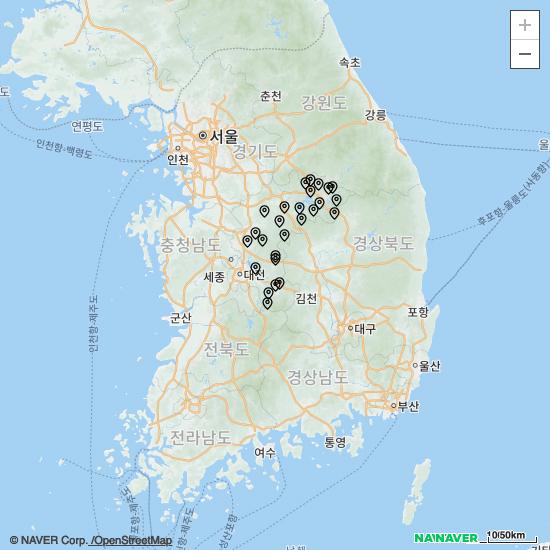 +
−
속초
춘천
강원도
강릉
도
연평도
서울
울
인천
경기도
인천항-백령도
후포항-울릉도(사동항)
충청남도
경상북도
세종
대전
김천
인천항-제주도
군산
포항
대구
전북도
울산
경상남도
부산
전라남도
여수
통영
© NAVER Corp. /OpenStreetMap
NAVER
10/50km